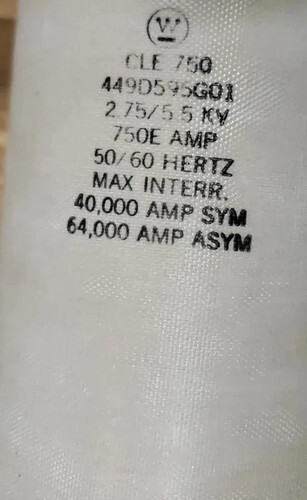 W
CLE 750
449D595G01
2.75/5.5 KV
750E AMP
50/60 HERTZ
MAX INTERR.
40,000 AMP SYM
64,000 AMP ASYM